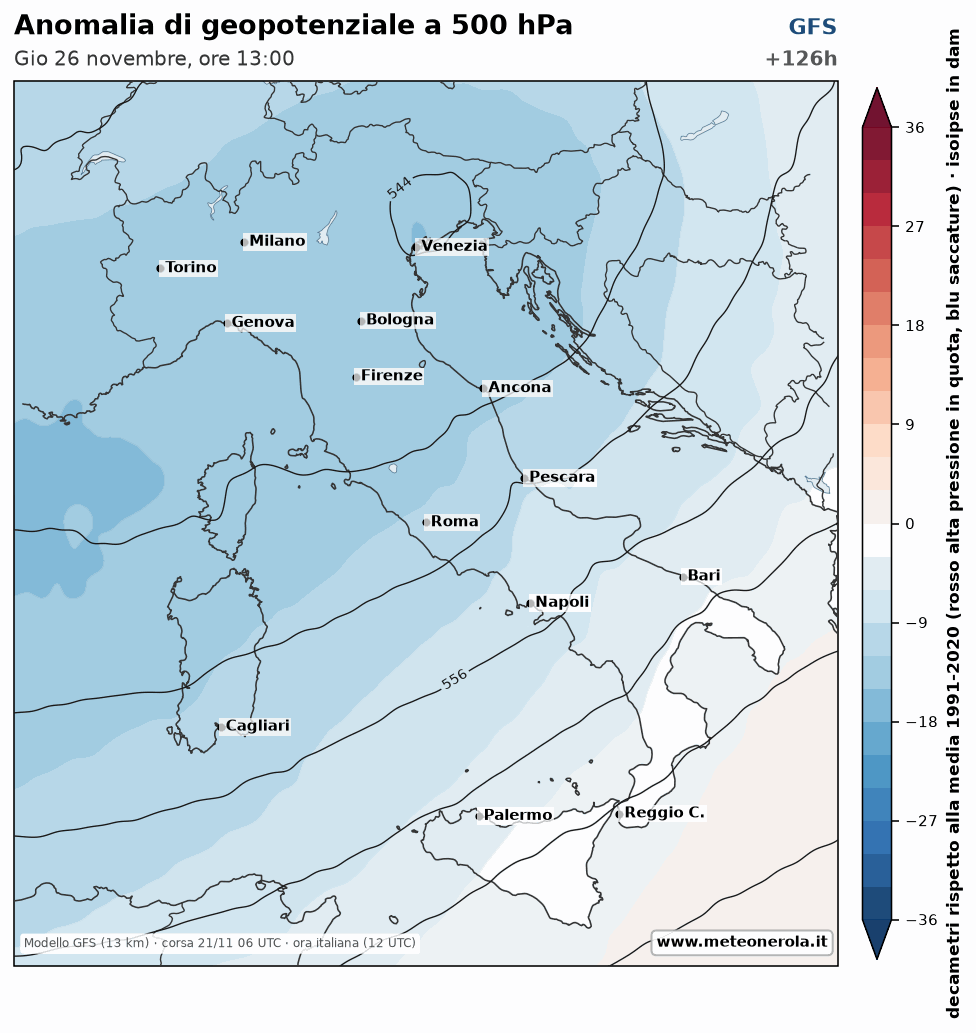 Anomalia di geopotenziale a 500 hPa
GFS
Gio 26 novembre, ore 13:00
+126h
544
Milano
Venezia
Torino
Genova
Bologna
Firenze
Ancona
Pescara
Roma
Bari
Napoli
556
Cagliari
Palermo
Reggio C.
Modello GFS (13 km) · corsa 21/11 06 UTC · ora italiana (12 UTC)
www.meteonerola.it
36
27
18
9
0
−9
−18
−27
−36
decametri rispetto alla media 1991-2020 (rosso alta pressione in quota, blu saccature) · isoipse in dam